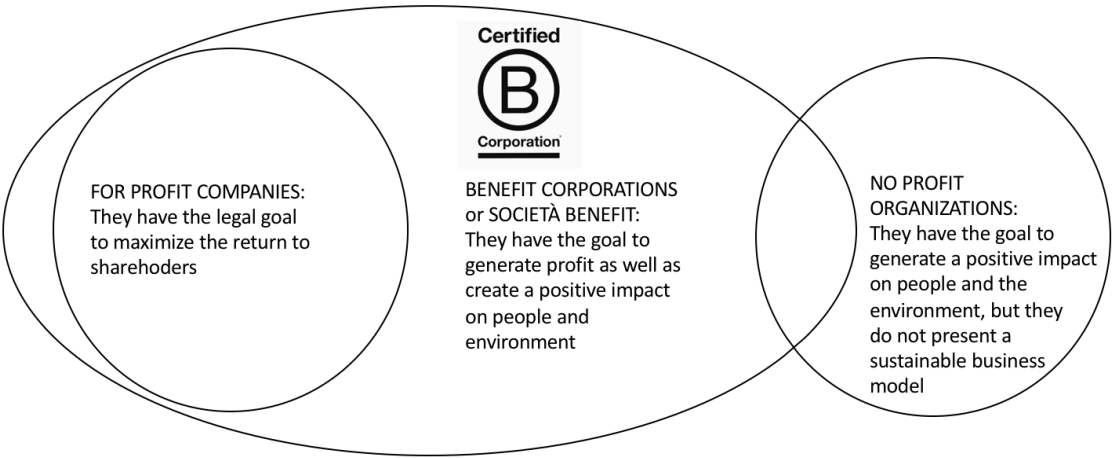 Certified
B
Corporation
FOR PROFIT COMPANIES:
They have the legal goal
to maximize the return to
sharehoders
BENEFIT CORPORATIONS
or SOCIETÀ BENEFIT:
They have the goal to
generate profit as well as
create a positive impact
on people and
environment
NO PROFIT
ORGANIZATIONS:
They have the goal to
generate a positive impact
on people and the
environment, but they
do not present a
sustainable business
model